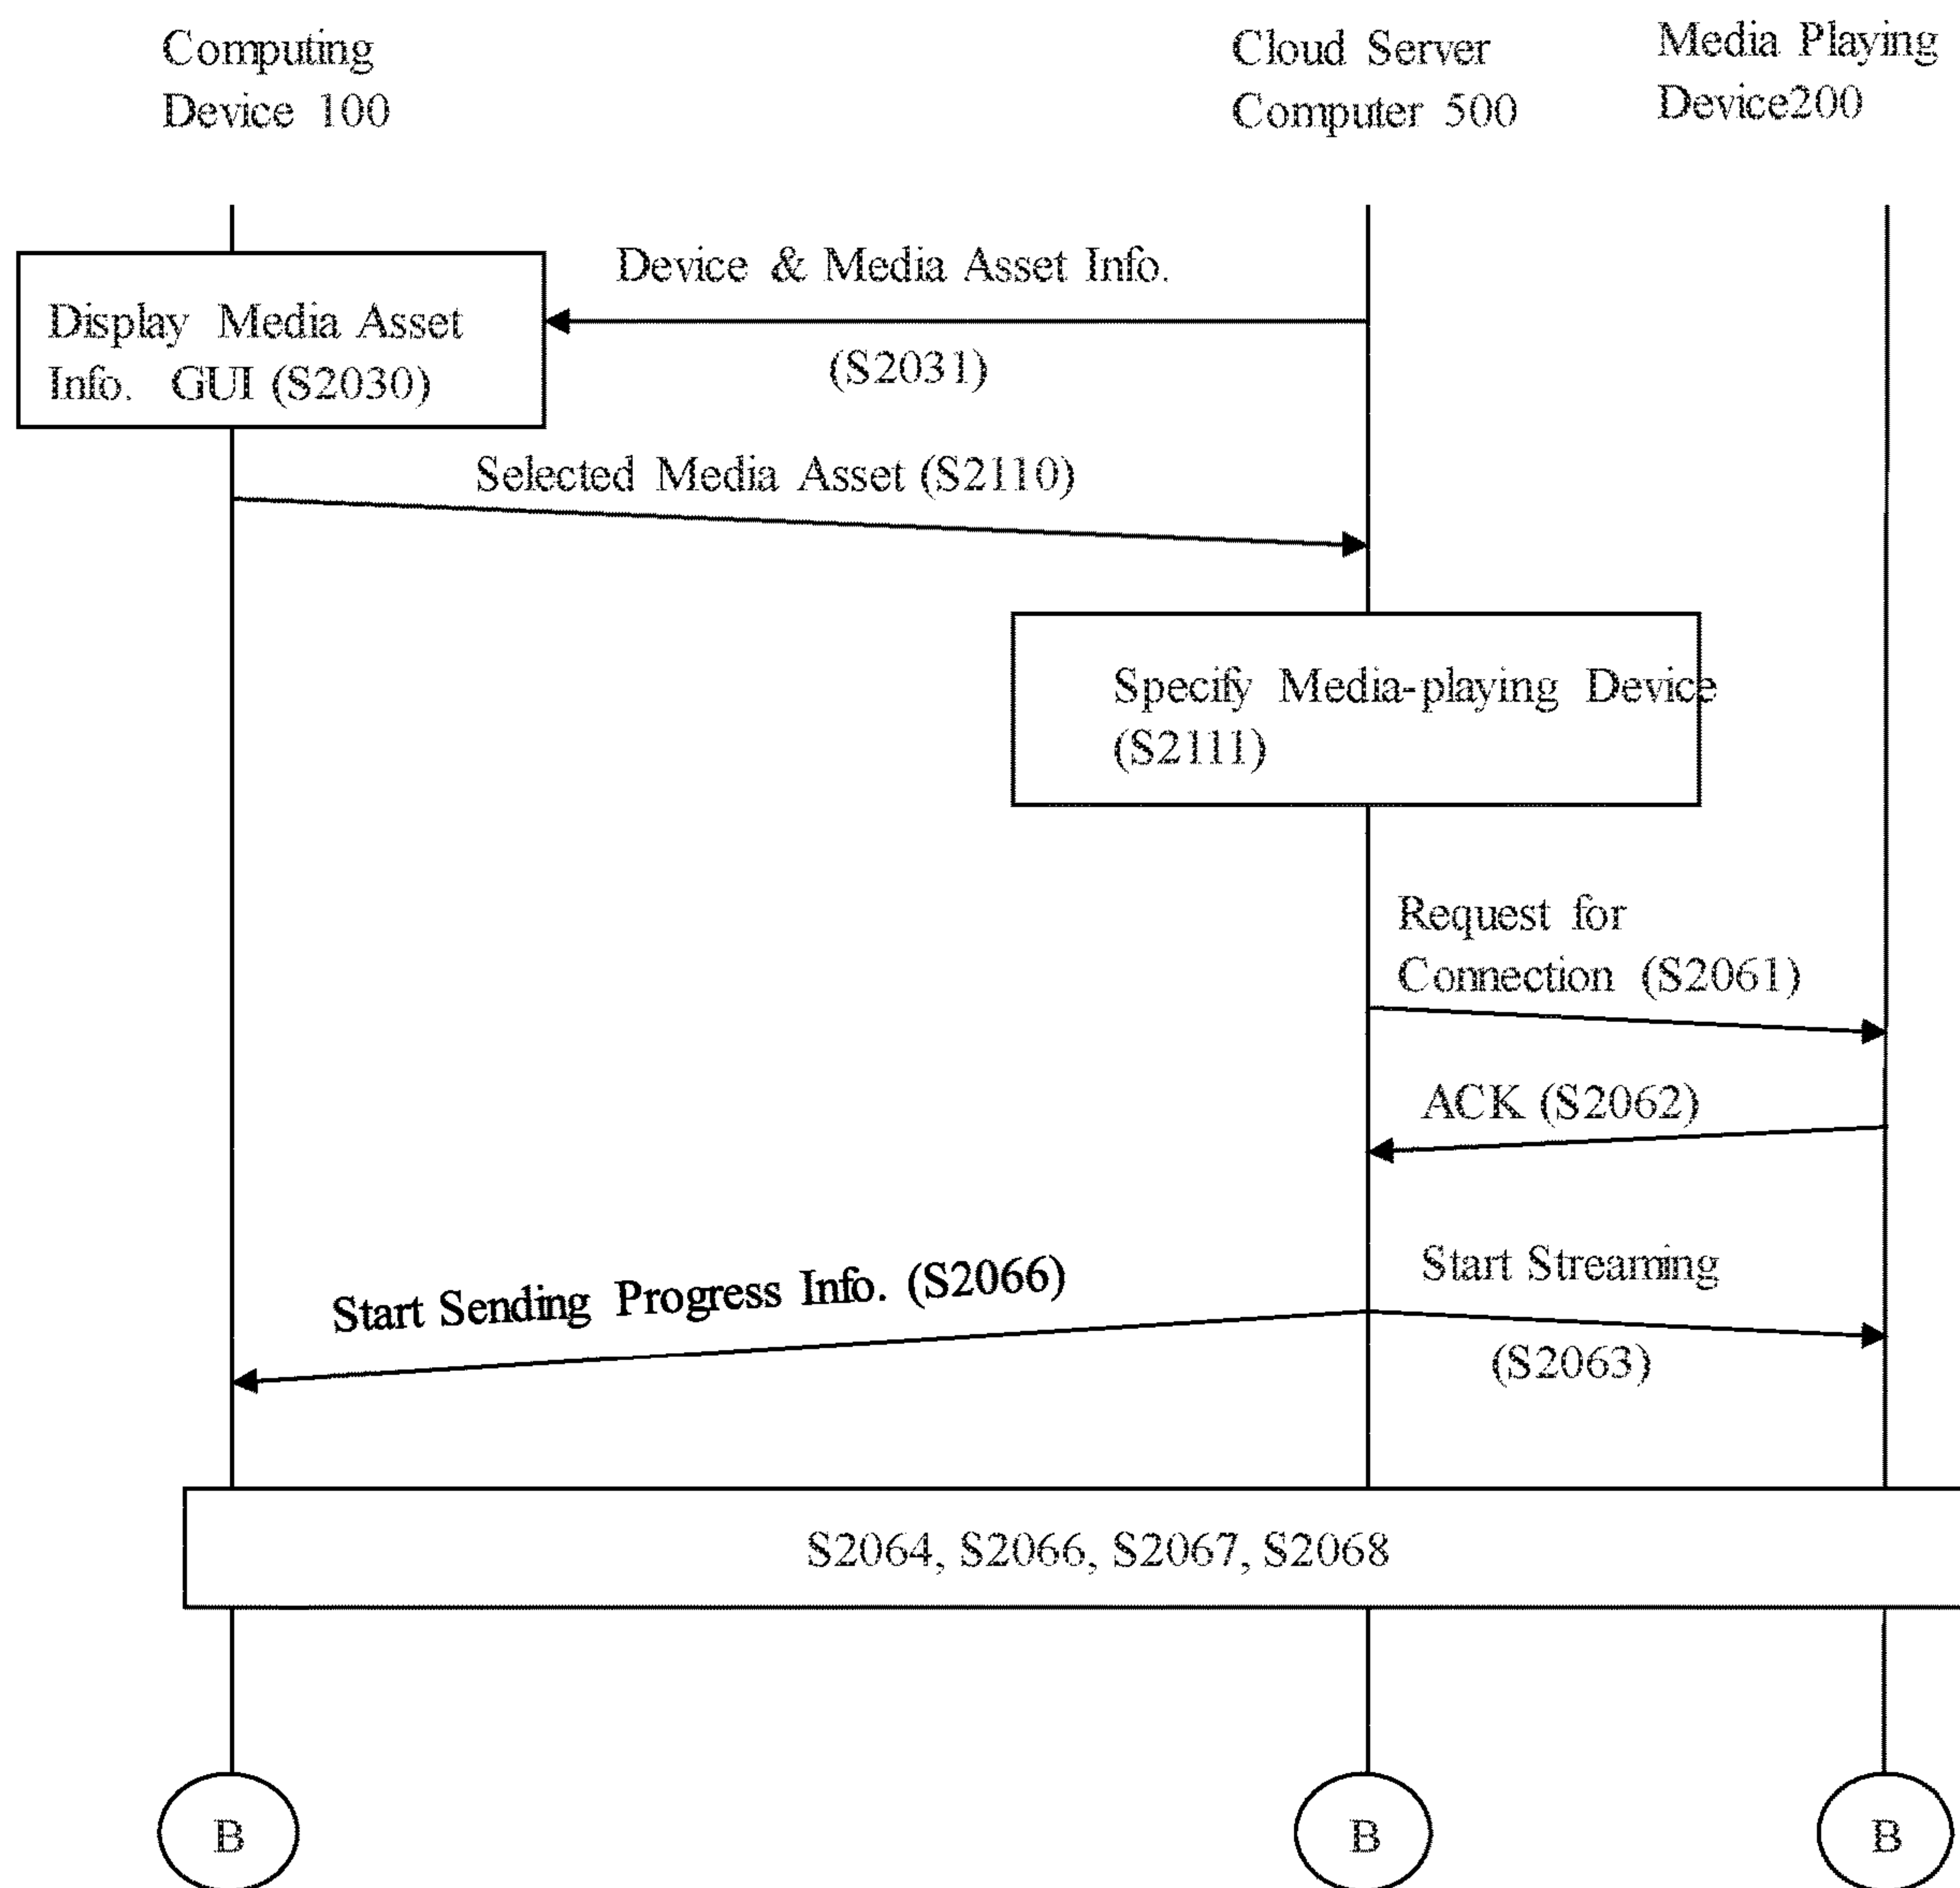 Computing
Device 100
Cloud Server
Computer 500
Media Playing
Device200
Device & Media Asset Info.
(S2031)
Display Media Asset
Info. GUI (S2030)
Selected Media Asset (S2110)
Specify Media-playing Device
(S2111)
Request for
Connection (S2061)
ACK (S2062)
Start Sending Progress Info. (S2066)
Start Streaming
(S2063)
S2064, S2066, S2067, S2068
B
B
B